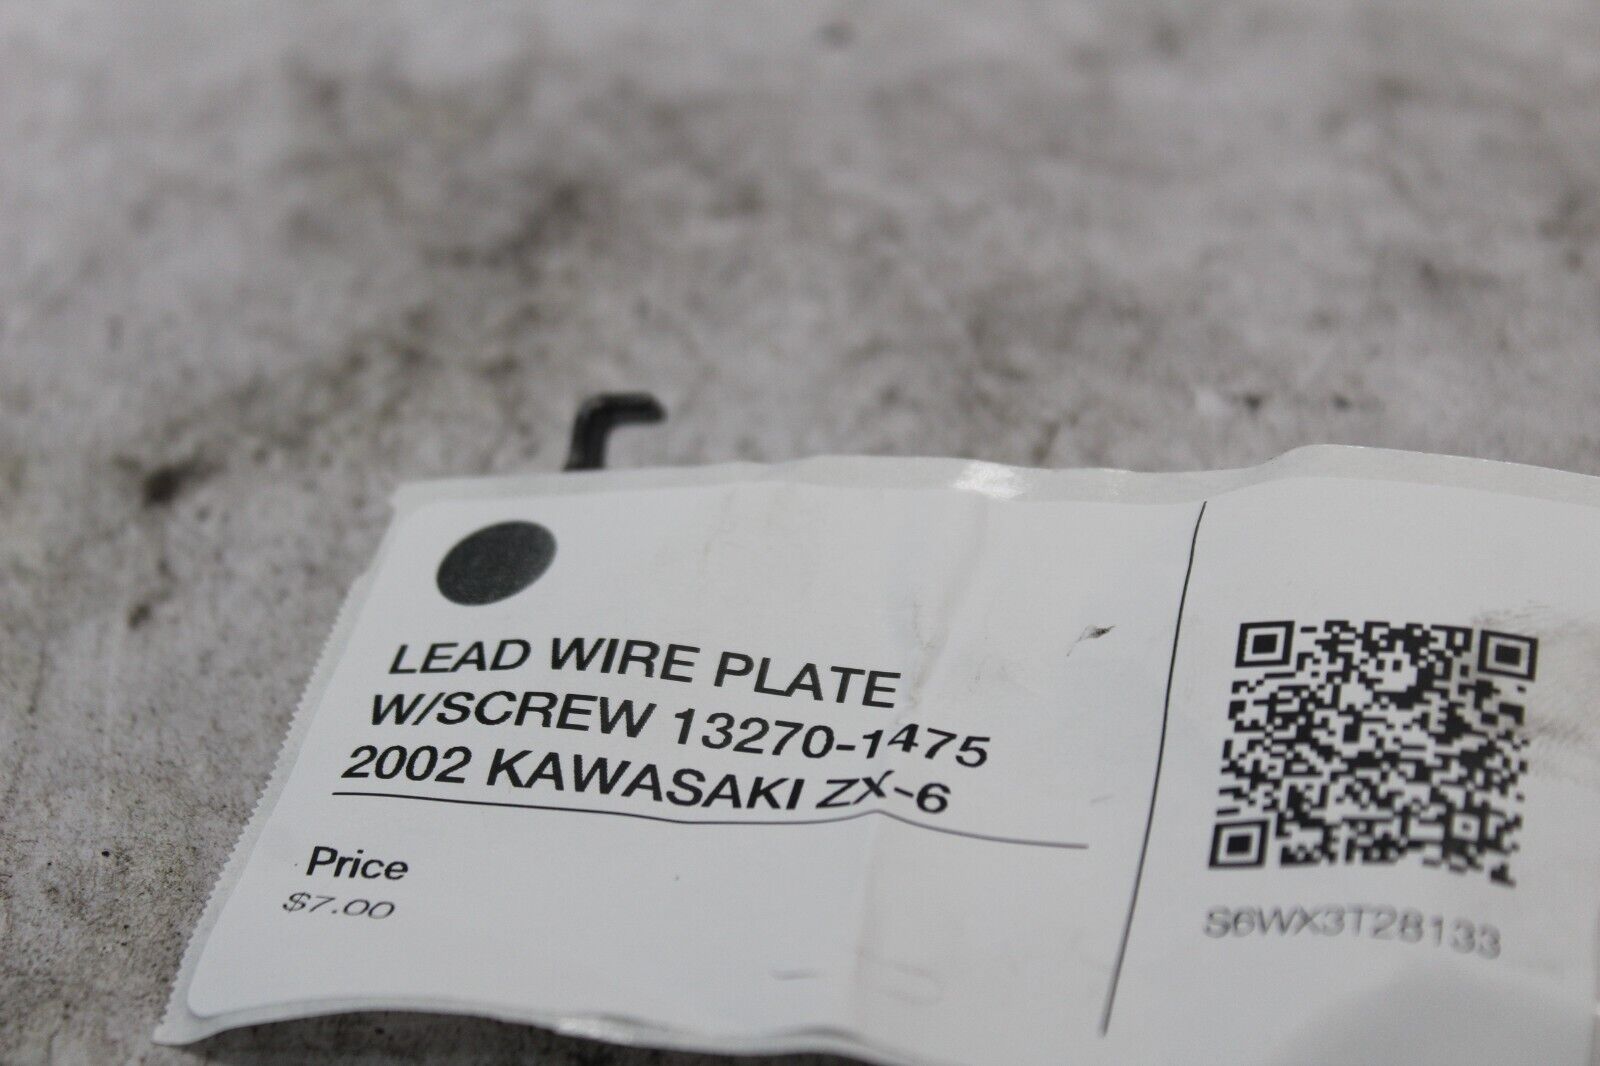 LEAD WIRE PLATE
W/SCREW 13270-1475
2002 KAWASAKI ZX-6
Price
$7.00
S6WX3T28133